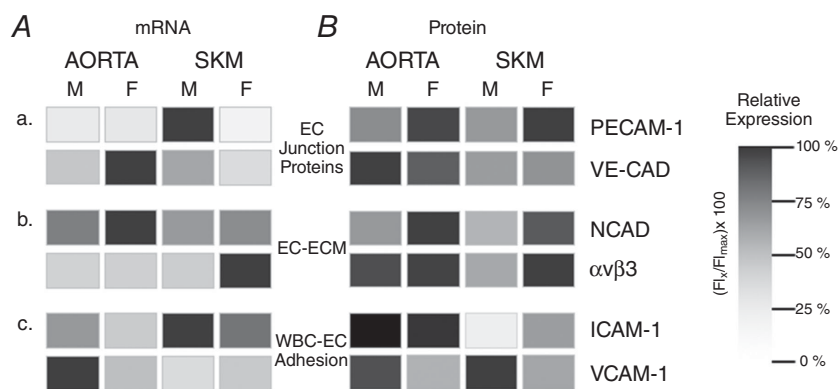 A mRNA B Protein
AORTA SKM AORTA SKM
M F M F M F M F
Relative
Expression
a. EC
Junction
Proteins
PECAM-1
VE-CAD
b. EC-ECM
NCAD
αvβ3
c. WBC-EC
Adhesion
ICAM-1
VCAM-1
(FIx/FImax)x 100
100 %
75 %
50 %
25 %
0 %